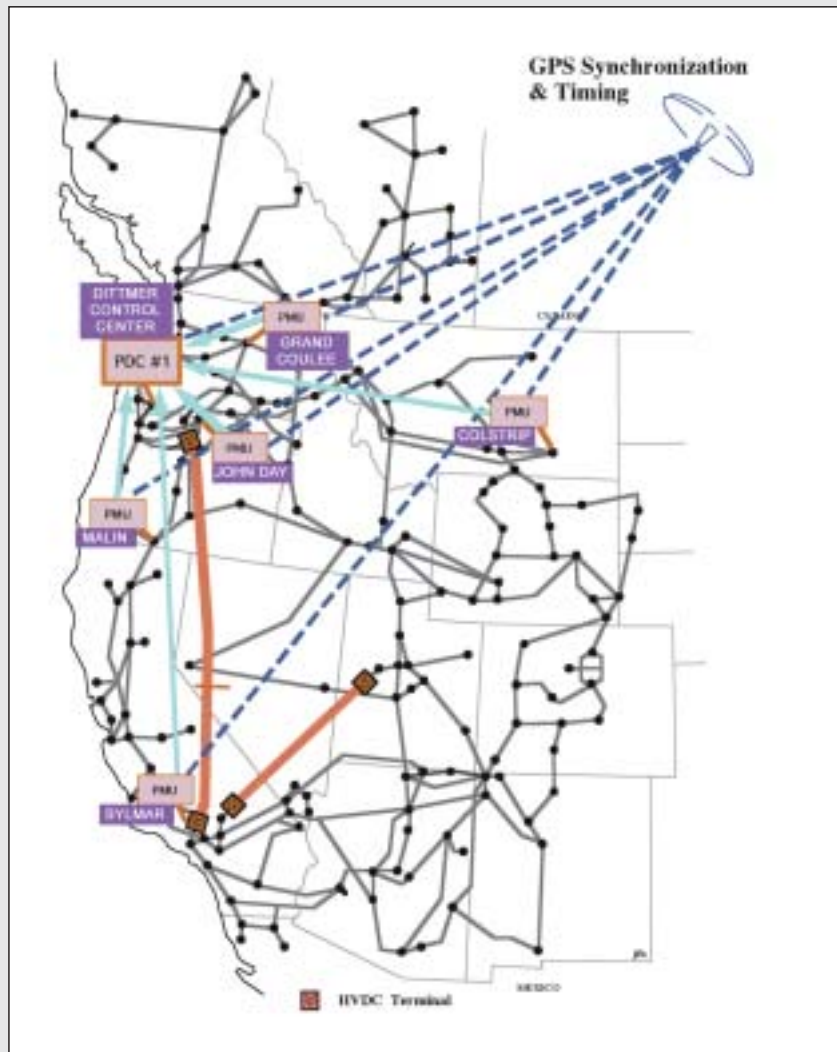 GPS Synchronization
& Timing
DITTMER
CONTROL
CENTER
PDC #1
PMU
GRAND
COULEE
PMU
COLSTRIP
PMU
JOHN DAY
PMU
MALIN
PMU
SYLMAR
MEXICO
HVDC Terminal